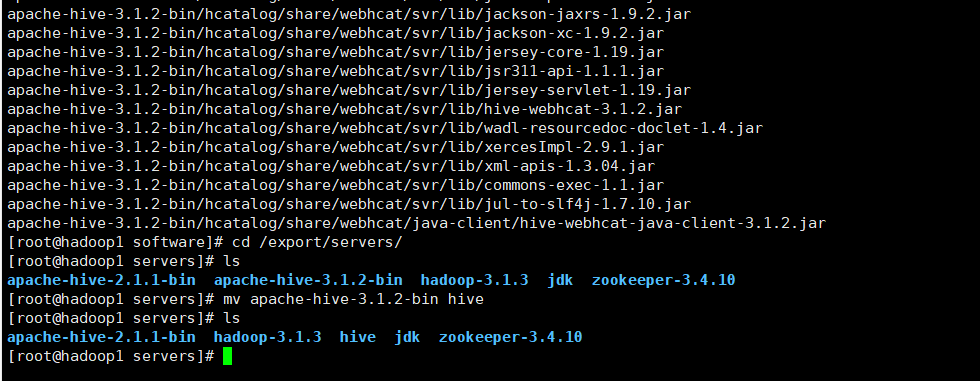 apache-hive-3.1.2-bin/hcatalog/share/webhcat/svr/lib/jackson-jaxrs-1.9.2.jar
apache-hive-3.1.2-bin/hcatalog/share/webhcat/svr/lib/jackson-xc-1.9.2.jar
apache-hive-3.1.2-bin/hcatalog/share/webhcat/svr/lib/jersey-core-1.19.jar
apache-hive-3.1.2-bin/hcatalog/share/webhcat/svr/lib/jsr311-api-1.1.1.jar
apache-hive-3.1.2-bin/hcatalog/share/webhcat/svr/lib/jersey-servlet-1.19.jar
apache-hive-3.1.2-bin/hcatalog/share/webhcat/svr/lib/hive-webhcat-3.1.2.jar
apache-hive-3.1.2-bin/hcatalog/share/webhcat/svr/lib/wadl-resourcedoc-doclet-1.4.jar
apache-hive-3.1.2-bin/hcatalog/share/webhcat/svr/lib/xercesImpl-2.9.1.jar
apache-hive-3.1.2-bin/hcatalog/share/webhcat/svr/lib/xml-apis-1.3.04.jar
apache-hive-3.1.2-bin/hcatalog/share/webhcat/svr/lib/commons-exec-1.1.jar
apache-hive-3.1.2-bin/hcatalog/share/webhcat/svr/lib/jul-to-slf4j-1.7.10.jar
apache-hive-3.1.2-bin/hcatalog/share/webhcat/java-client/hive-webhcat-java-client-3.1.2.jar
[root@hadoop1 software]# cd /export/servers/
[root@hadoop1 servers]# ls
apache-hive-2.1.1-bin  apache-hive-3.1.2-bin  hadoop-3.1.3  jdk  zookeeper-3.4.10
[root@hadoop1 servers]# mv apache-hive-3.1.2-bin hive
[root@hadoop1 servers]# ls
apache-hive-2.1.1-bin  hadoop-3.1.3  hive  jdk  zookeeper-3.4.10
[root@hadoop1 servers]#